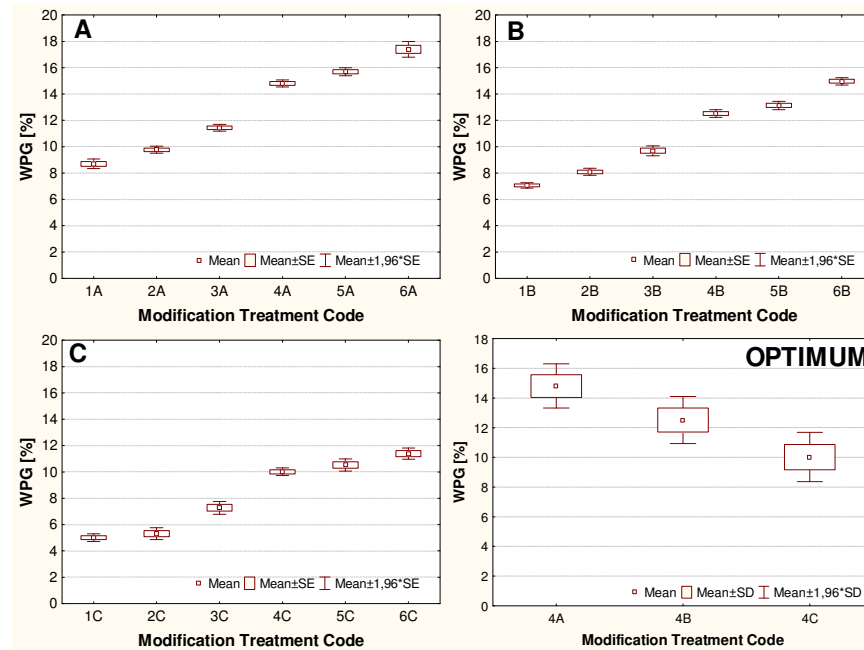 A
WPG [%]
20
18
16
14
12
10
8
6
4
2
0
Mean Mean±SE Mean±1,96*SE
1A 2A 3A 4A 5A 6A
Modification Treatment Code
B
WPG [%]
20
18
16
14
12
10
8
6
4
2
0
Mean Mean±SE Mean±1,96*SE
1B 2B 3B 4B 5B 6B
Modification Treatment Code
C
WPG [%]
20
18
16
14
12
10
8
6
4
2
0
Mean Mean±SE Mean±1,96*SE
1C 2C 3C 4C 5C 6C
Modification Treatment Code
OPTIMUM
WPG [%]
18
16
14
12
10
8
6
4
2
0
Mean Mean±SD Mean±1,96*SD
4A 4B 4C
Modification Treatment Code